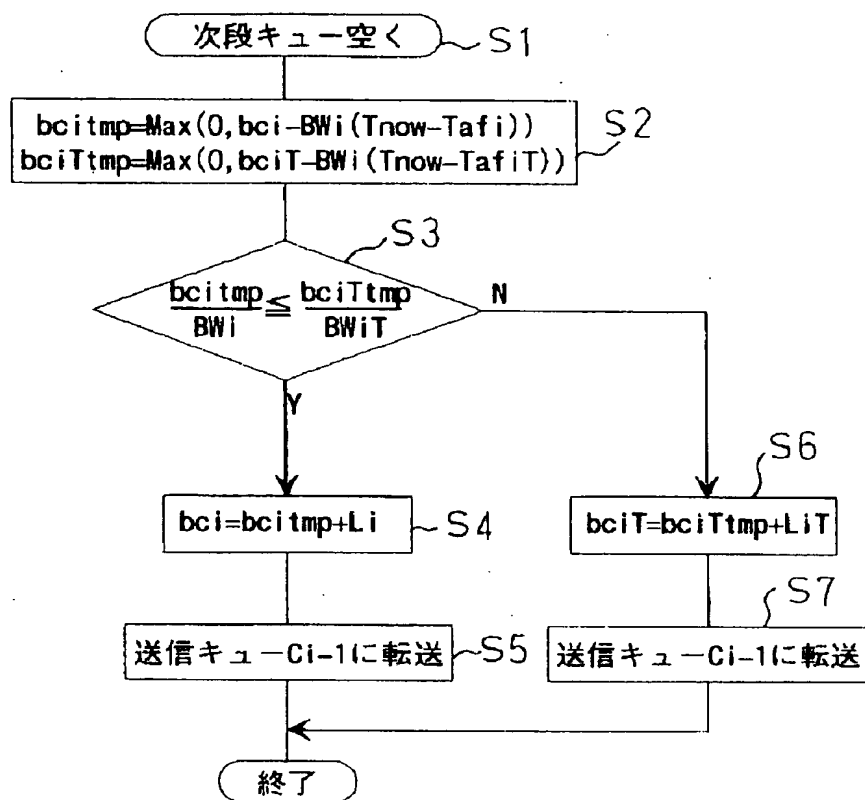 次段キュー空く
S1
bcitmp=Max(0,bci-BWi(Tnow-Tafi))
bciTtmp=Max(0,bciT-BWi(Tnow-TafiT))
S2
S3
bcitmp
BWi
≦
bciTtmp
BWiT
N
Y
S6
bci=bcitmp+Li
S4
bciT=bciTtmp+LiT
S7
送信キューCi-1に転送
S5
送信キューCi-1に転送
終了